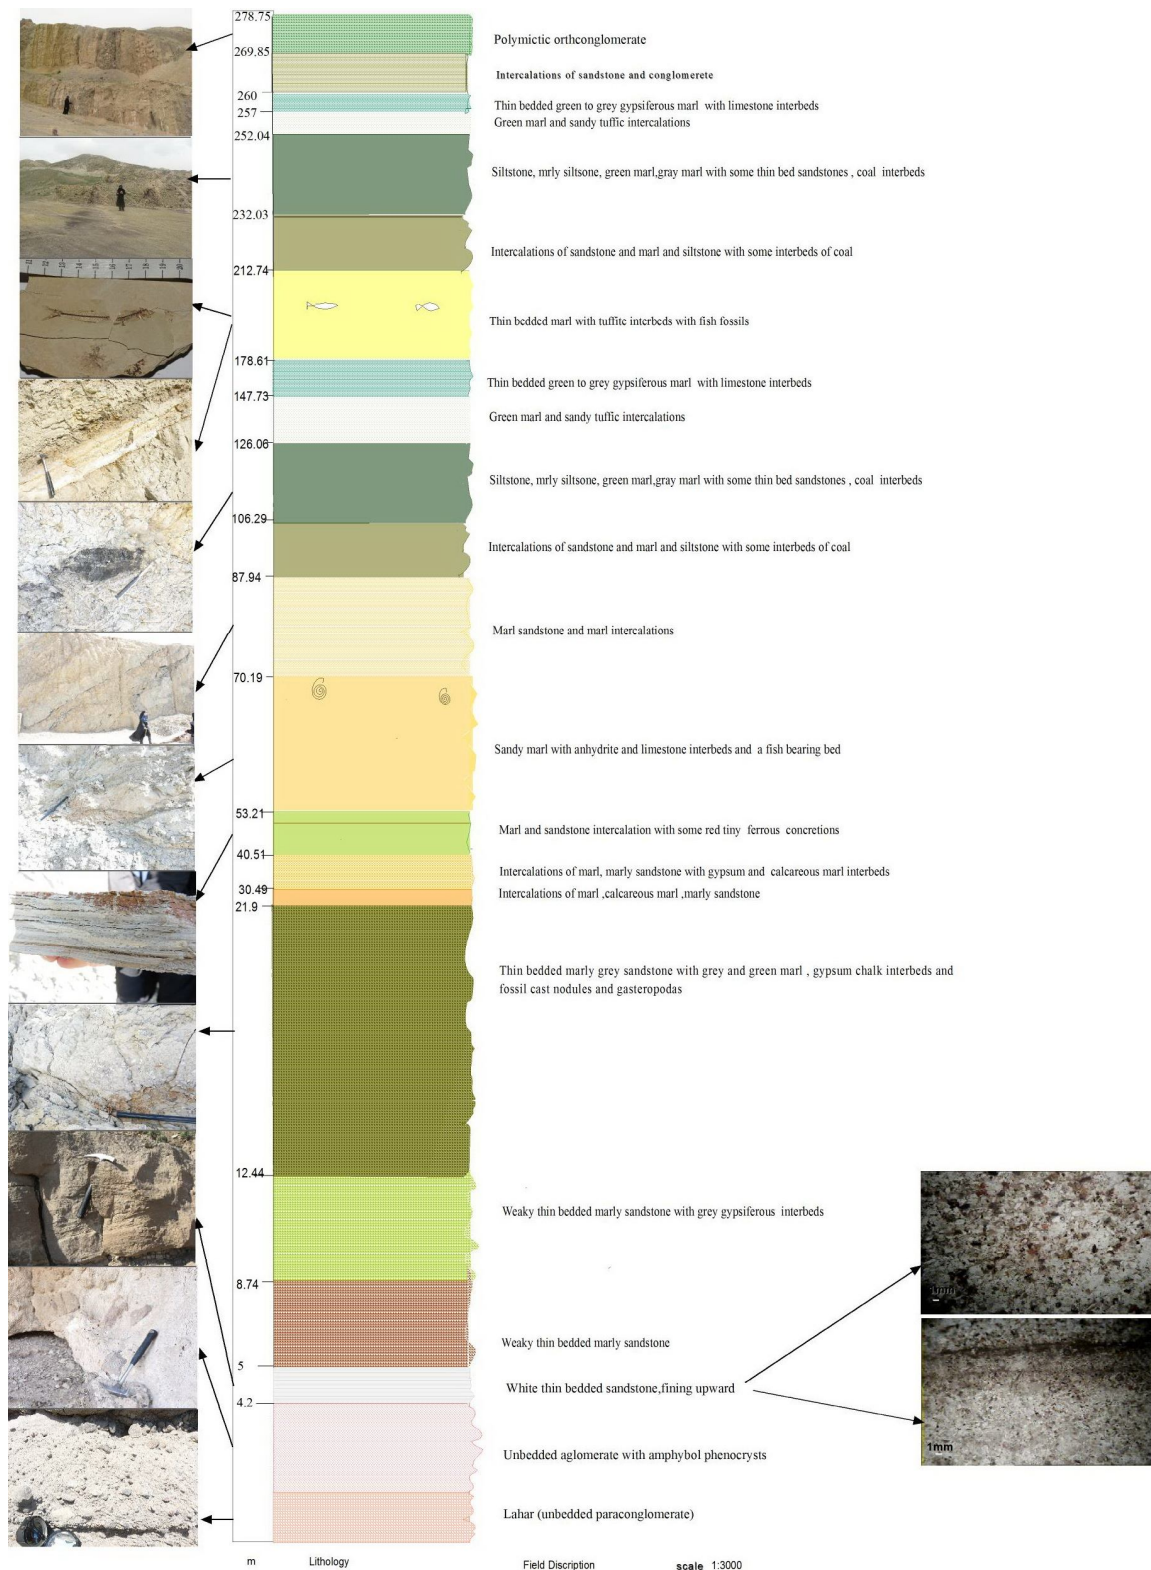 278.75
Polymictic orthconglomerate
269.85
Intercalations of sandstone and conglomerete
260
Thin bedded green to grey gypsiferous marl with limestone interbeds
257
Green marl and sandy tuffic intercalations
252.04
Siltstone, mrly siltsone, green marl,gray marl with some thin bed sandstones , coal interbeds
232.03
Intercalations of sandstone and marl and siltstone with some interbeds of coal
212.74
11 12 13 14 15 16 17 18 19 20
Thin bedded marl with tuffite interbeds with fish fossils
178.61
Thin bedded green to grey gypsiferous marl with limestone interbeds
147.73
Green marl and sandy tuffic intercalations
126.06
Siltstone, mrly siltsone, green marl,gray marl with some thin bed sandstones , coal interbeds
106.29
Intercalations of sandstone and marl and siltstone with some interbeds of coal
87.94
Marl sandstone and marl intercalations
70.19
Sandy marl with anhydrite and limestone interbeds and a fish bearing bed
53.21
Marl and sandstone intercalation with some red tiny ferrous concretions
40.51
Intercalations of marl, marly sandstone with gypsum and calcareous marl interbeds
30.49
Intercalations of marl ,calcareous marl ,marly sandstone
21.9
Thin bedded marly grey sandstone with grey and green marl , gypsum chalk interbeds and
fossil cast nodules and gasteropodas
12.44
Weaky thin bedded marly sandstone with grey gypsiferous interbeds
8.74
1mm
Weaky thin bedded marly sandstone
5
White thin bedded sandstone,fining upward
4.2
1mm
Unbedded aglomerate with amphybol phenocrysts
Lahar (unbedded paraconglomerate)
m Lithology Field Discription scale 1:3000